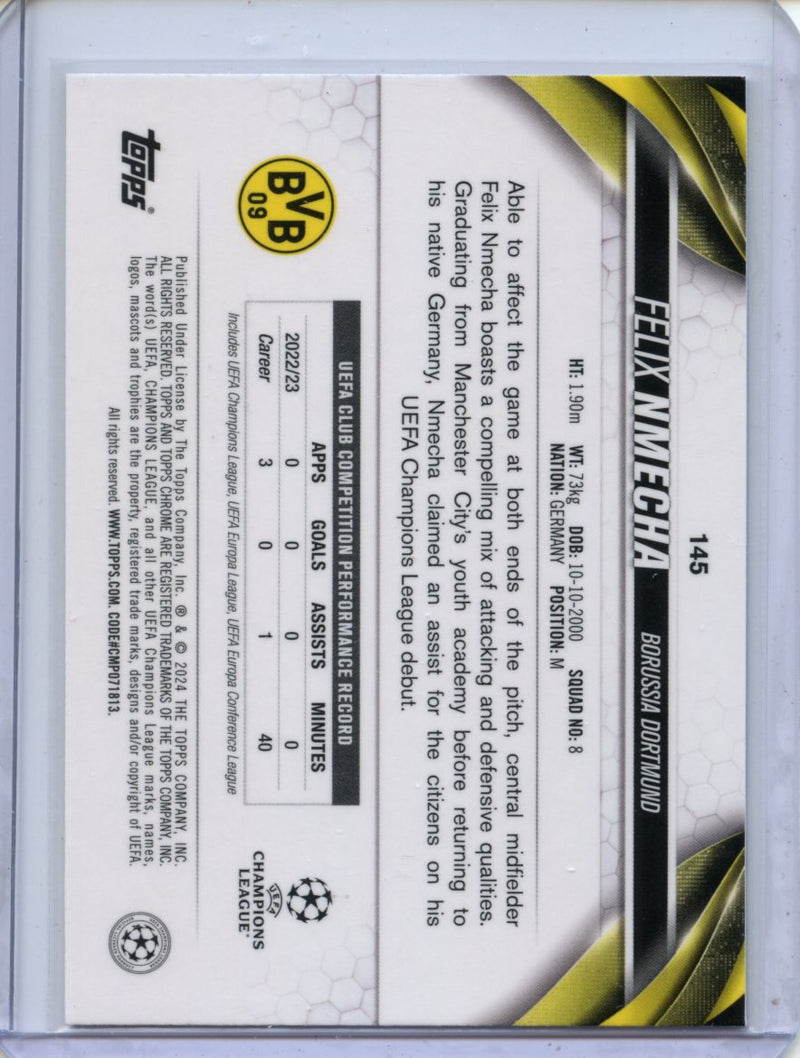 145
FELIX NMECHA BORUSSIA DORTMUND
HT: 1.90m WT: 73kg DOB: 10-10-2000 SQUAD NO: 8
NATION: GERMANY POSITION: M
Able to affect the game at both ends of the pitch, central midfielder
Felix Nmecha boasts a compelling mix of attacking and defensive qualities.
Graduating from Manchester City's youth academy before returning to
his native Germany, Nmecha claimed an assist for the citizens on his
UEFA Champions League debut.
UEFA CLUB COMPETITION PERFORMANCE RECORD
APPS GOALS ASSISTS MINUTES
2022/23 0 0 0 0
Career 3 0 1 40
Includes UEFA Champions League, UEFA Europa League, UEFA Europa Conference League
BVB
09
UEFA
CHAMPIONS
LEAGUE®
topps®
Published Under License by The Topps Company, Inc. ® & © 2024 THE TOPPS COMPANY, INC.
ALL RIGHTS RESERVED. TOPPS AND TOPPS CHROME ARE REGISTERED TRADEMARKS OF THE TOPPS COMPANY, INC.
The word(s) UEFA, CHAMPIONS LEAGUE, and all other UEFA Champions League marks, names,
logos, mascots and trophies are the property, registered trade marks, designs and/or copyright of UEFA.
All rights reserved. WWW.TOPPS.COM. CODE#CMP071813.